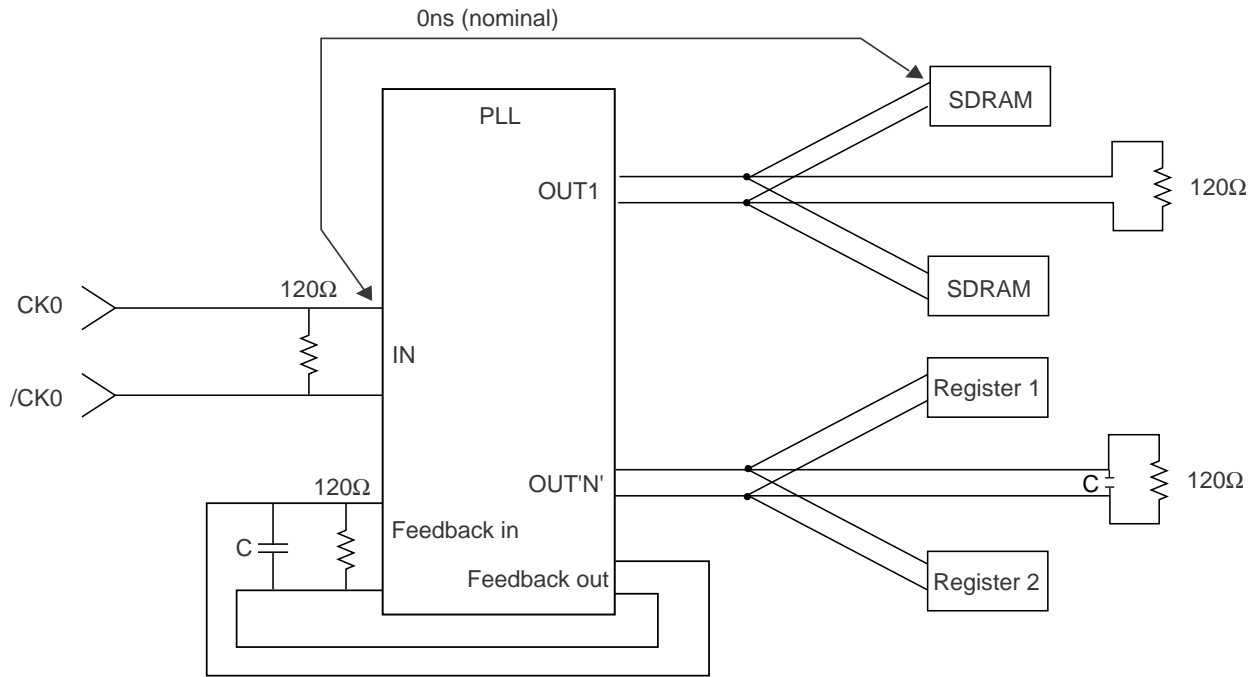 0ns (nominal)
PLL
SDRAM
OUT1
120Ω
SDRAM
120Ω
CK0
IN
/CK0
Register 1
OUT'N'
C
120Ω
120Ω
Feedback in
C
Feedback out
Register 2